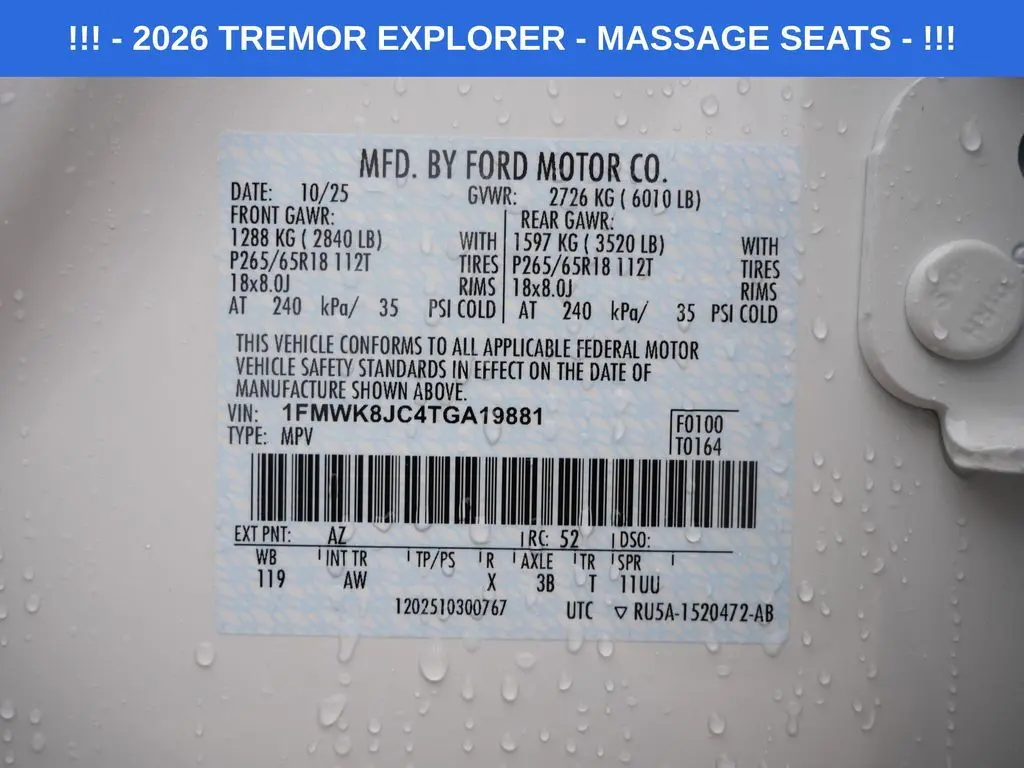 !!! - 2026 TREMOR EXPLORER - MASSAGE SEATS - !!!
MFD. BY FORD MOTOR CO.
DATE: 10/25 GVWR: 2726 KG ( 6010 LB)
FRONT GAWR: REAR GAWR:
1288 KG ( 2840 LB) WITH 1597 KG ( 3520 LB) WITH
P265/65R18 112T TIRES P265/65R18 112T TIRES
18x8.0J RIMS 18x8.0J RIMS
AT 240 kPa/ 35 PSI COLD AT 240 kPa/ 35 PSI COLD
THIS VEHICLE CONFORMS TO ALL APPLICABLE FEDERAL MOTOR
VEHICLE SAFETY STANDARDS IN EFFECT ON THE DATE OF
MANUFACTURE SHOWN ABOVE.
VIN: 1FMWK8JC4TGA19881 F0100
TYPE: MPV T0164
EXT PNT: AZ RC: 52 DSO:
WB INT TR TP/PS R AXLE TR SPR
119 AW X 3B T 11UU
1202510300767 UTC ▽ RU5A-1520472-AB